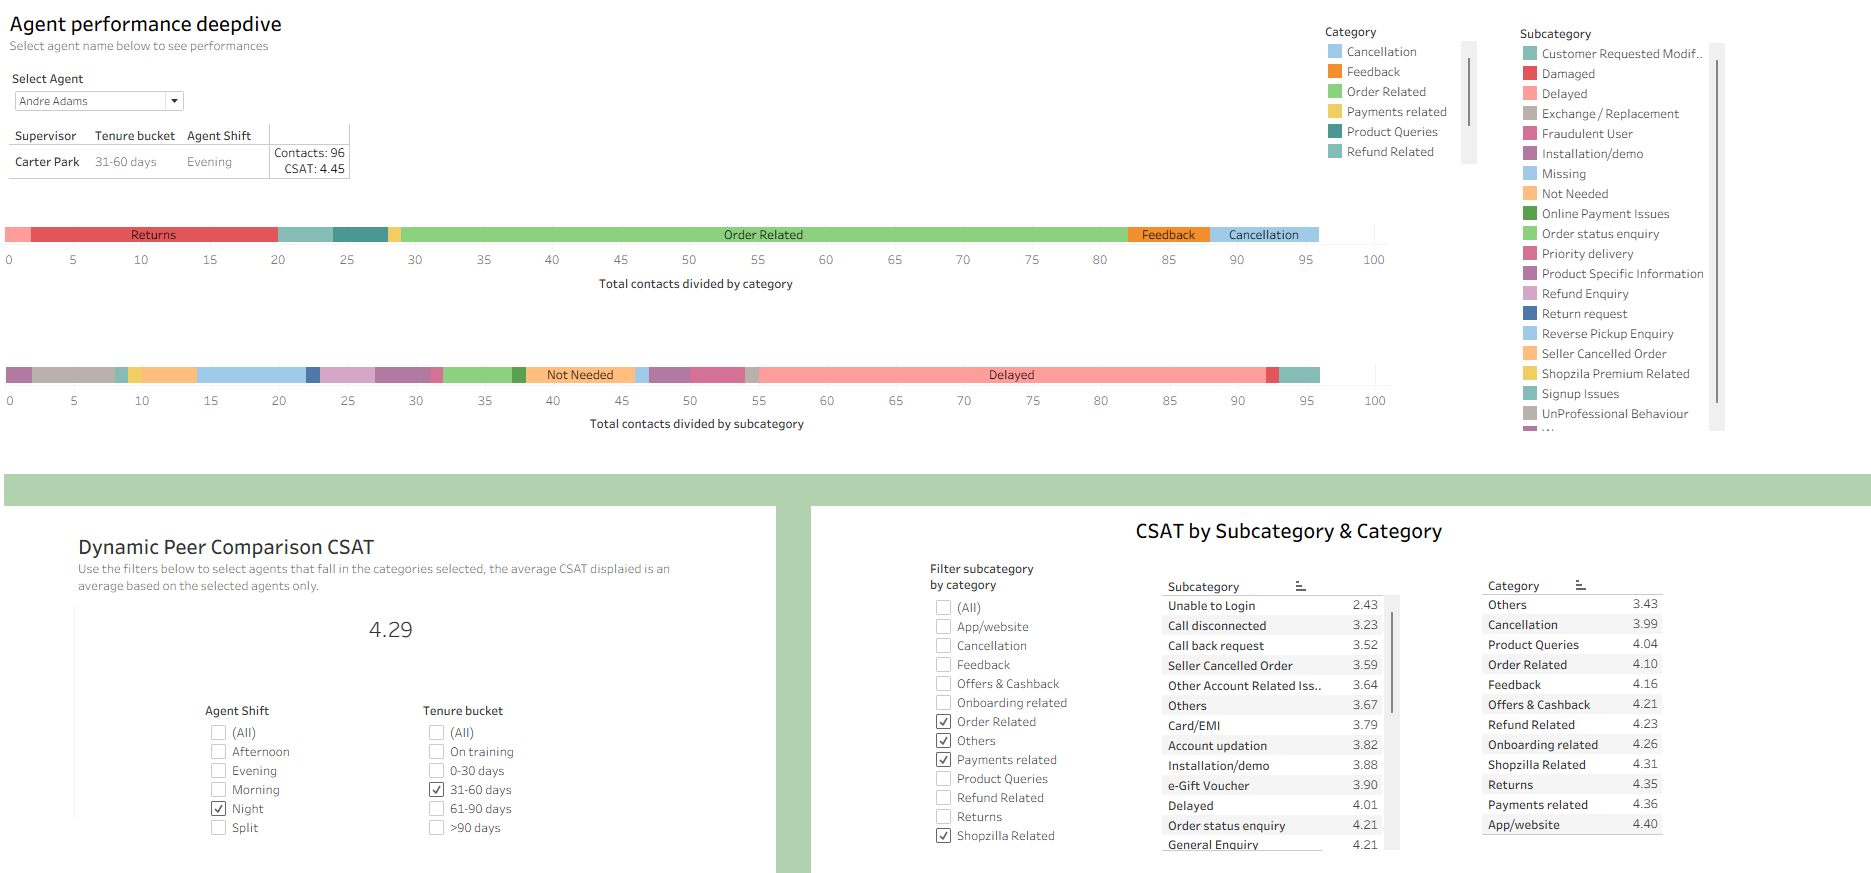 Agent performance deepdive
Select agent name below to see performances
Select Agent
Andre Adams
Supervisor Tenure bucket Agent Shift
Carter Park 31-60 days Evening
Contacts: 96
CSAT: 4.45
Category
Cancellation
Feedback
Order Related
Payments related
Product Queries
Refund Related
Subcategory
Customer Requested Modif..
Damaged
Delayed
Exchange / Replacement
Fraudulent User
Installation/demo
Missing
Not Needed
Online Payment Issues
Order status enquiry
Priority delivery
Product Specific Information
Refund Enquiry
Return request
Reverse Pickup Enquiry
Seller Cancelled Order
Shopzila Premium Related
Signup Issues
UnProfessional Behaviour
Returns Order Related Feedback Cancellation
0 5 10 15 20 25 30 35 40 45 50 55 60 65 70 75 80 85 90 95 100
Total contacts divided by category
Not Needed Delayed
0 5 10 15 20 25 30 35 40 45 50 55 60 65 70 75 80 85 90 95 100
Total contacts divided by subcategory
Dynamic Peer Comparison CSAT
Use the filters below to select agents that fall in the categories selected, the average CSAT displaied is an
average based on the selected agents only.
4.29
Agent Shift
(All)
Afternoon
Evening
Morning
Night
Split
Tenure bucket
(All)
On training
0-30 days
31-60 days
61-90 days
>90 days
CSAT by Subcategory & Category
Filter subcategory
by category
(All)
App/website
Cancellation
Feedback
Offers & Cashback
Onboarding related
Order Related
Others
Payments related
Product Queries
Refund Related
Returns
Shopzilla Related
Subcategory
Unable to Login 2.43
Call disconnected 3.23
Call back request 3.52
Seller Cancelled Order 3.59
Other Account Related Iss.. 3.64
Others 3.67
Card/EMI 3.79
Account updation 3.82
Installation/demo 3.88
e-Gift Voucher 3.90
Delayed 4.01
Order status enquiry 4.21
General Enquiry 4.21
Category
Others 3.43
Cancellation 3.99
Product Queries 4.04
Order Related 4.10
Feedback 4.16
Offers & Cashback 4.21
Refund Related 4.23
Onboarding related 4.26
Shopzilla Related 4.31
Returns 4.35
Payments related 4.36
App/website 4.40